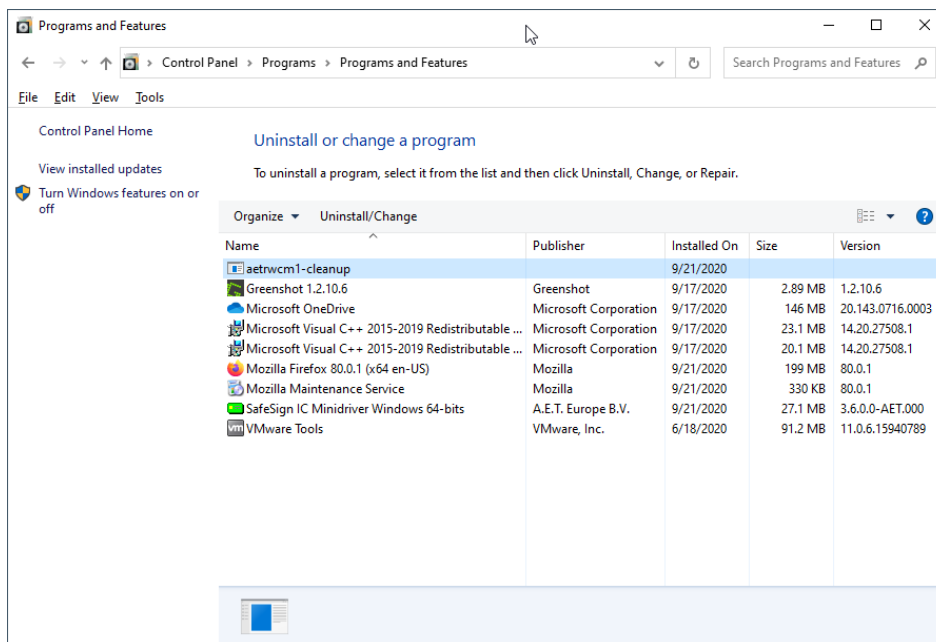 Programs and Features
Control Panel > Programs > Programs and Features
Search Programs and Features
File Edit View Tools
Control Panel Home
View installed updates
Turn Windows features on or
off
Uninstall or change a program
To uninstall a program, select it from the list and then click Uninstall, Change, or Repair.
Organize Uninstall/Change ?
Name Publisher Installed On Size Version
aetrwcm1-cleanup 9/21/2020
Greenshot 1.2.10.6 Greenshot 9/17/2020 2.89 MB 1.2.10.6
Microsoft OneDrive Microsoft Corporation 9/17/2020 146 MB 20.143.0716.0003
Microsoft Visual C++ 2015-2019 Redistributable ... Microsoft Corporation 9/17/2020 23.1 MB 14.20.27508.1
Microsoft Visual C++ 2015-2019 Redistributable ... Microsoft Corporation 9/17/2020 20.1 MB 14.20.27508.1
Mozilla Firefox 80.0.1 (x64 en-US) Mozilla 9/21/2020 199 MB 80.0.1
Mozilla Maintenance Service Mozilla 9/21/2020 330 KB 80.0.1
SafeSign IC Minidriver Windows 64-bits A.E.T. Europe B.V. 9/21/2020 27.1 MB 3.6.0.0-AET.000
vm VMware Tools VMware, Inc. 6/18/2020 91.2 MB 11.0.6.15940789